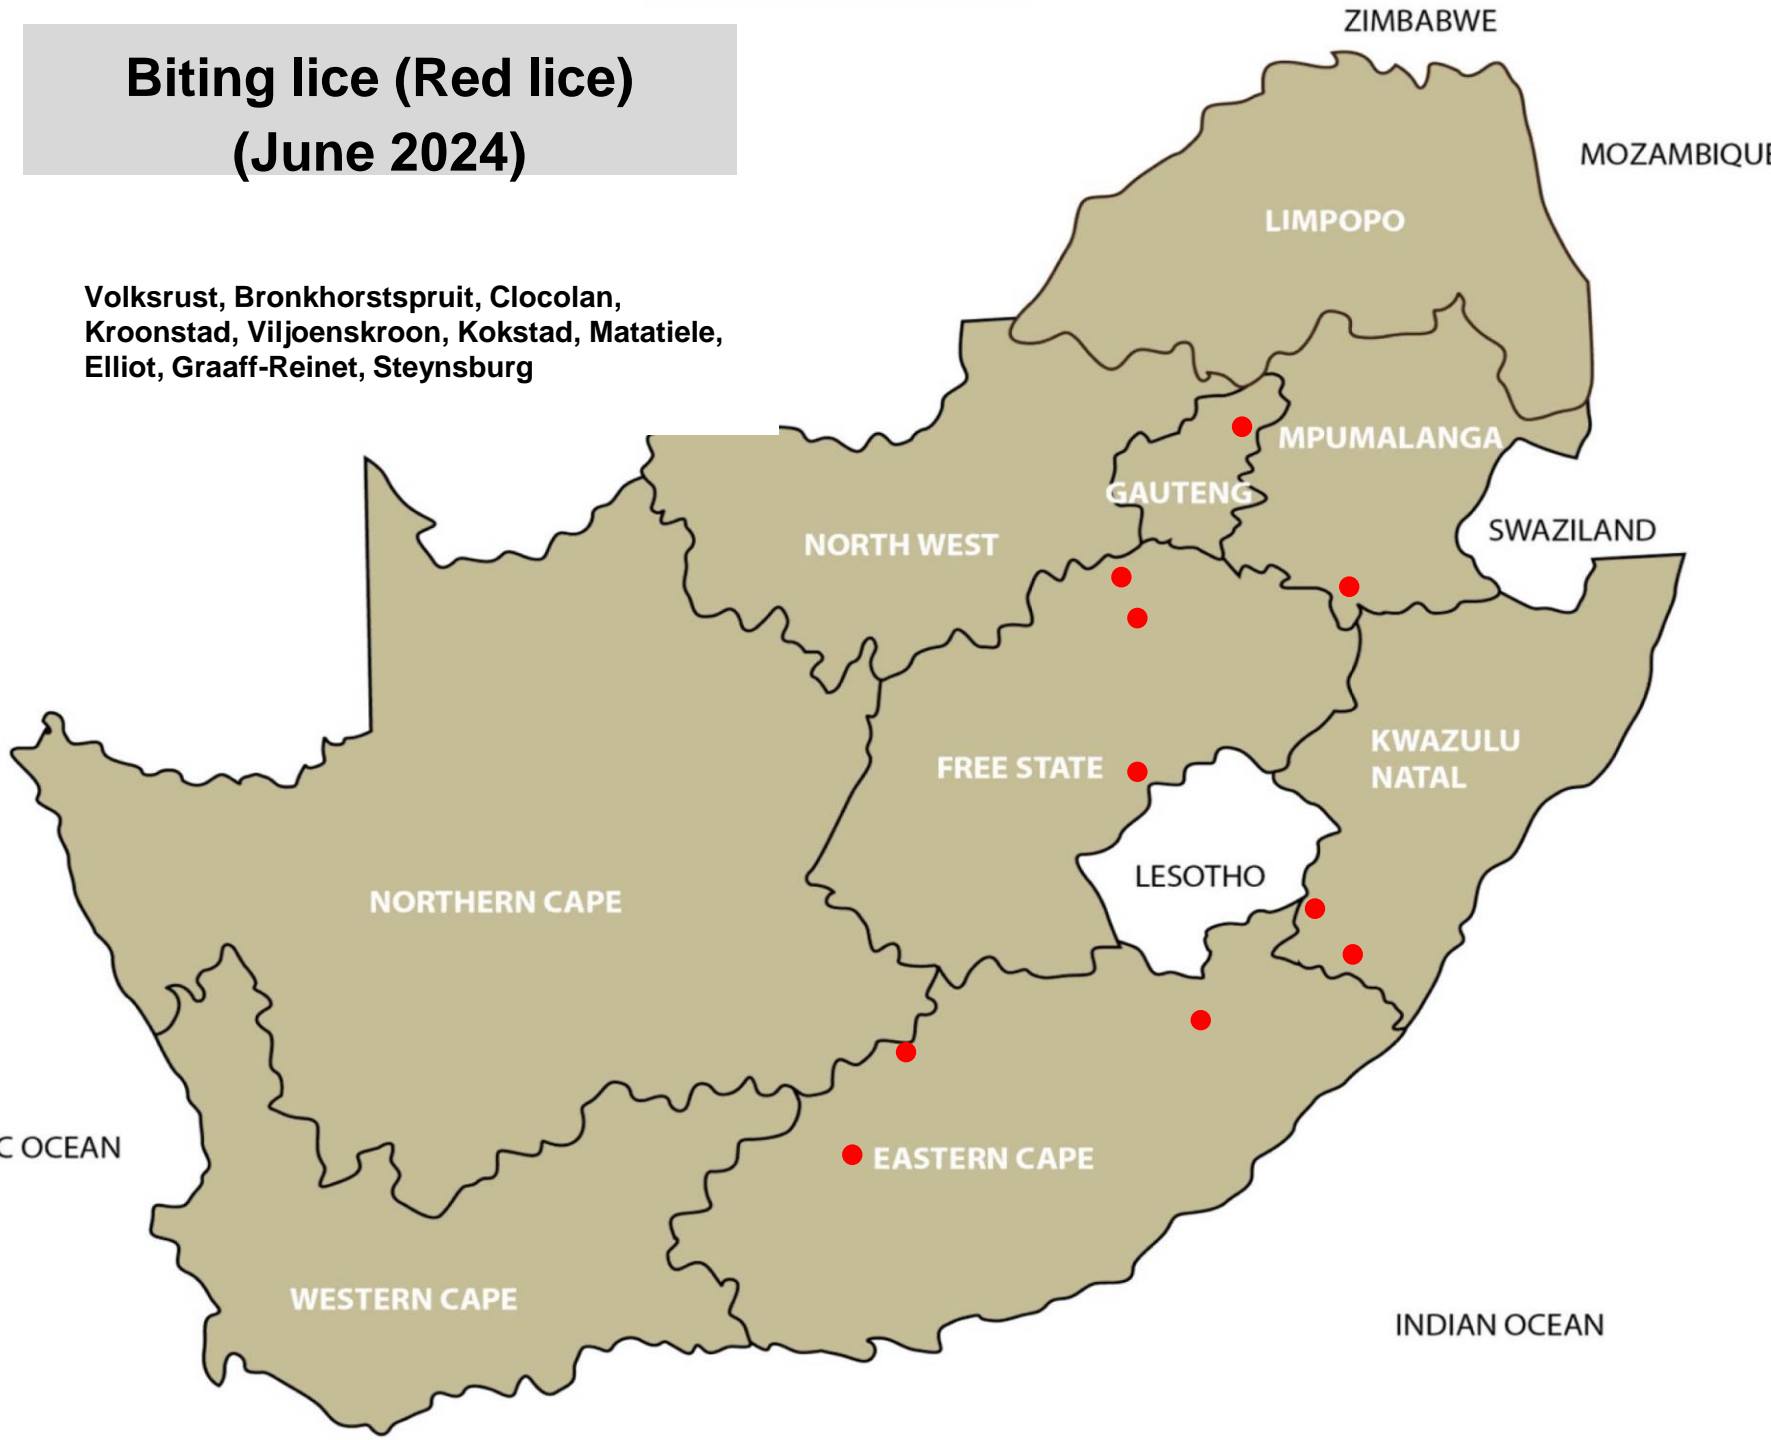 Biting lice (Red lice)
(June 2024)
Volksrust, Bronkhorstspruit, Clocolan,
Kroonstad, Viljoenskroon, Kokstad, Matatiele,
Elliot, Graaff-Reinet, Steynsburg
ZIMBABWE
MOZAMBIQUE
LIMPOPO
MPUMALANGA
GAUTENG
SWAZILAND
NORTH WEST
KWAZULU
NATAL
FREE STATE
LESOTHO
NORTHERN CAPE
C OCEAN
EASTERN CAPE
WESTERN CAPE
INDIAN OCEAN